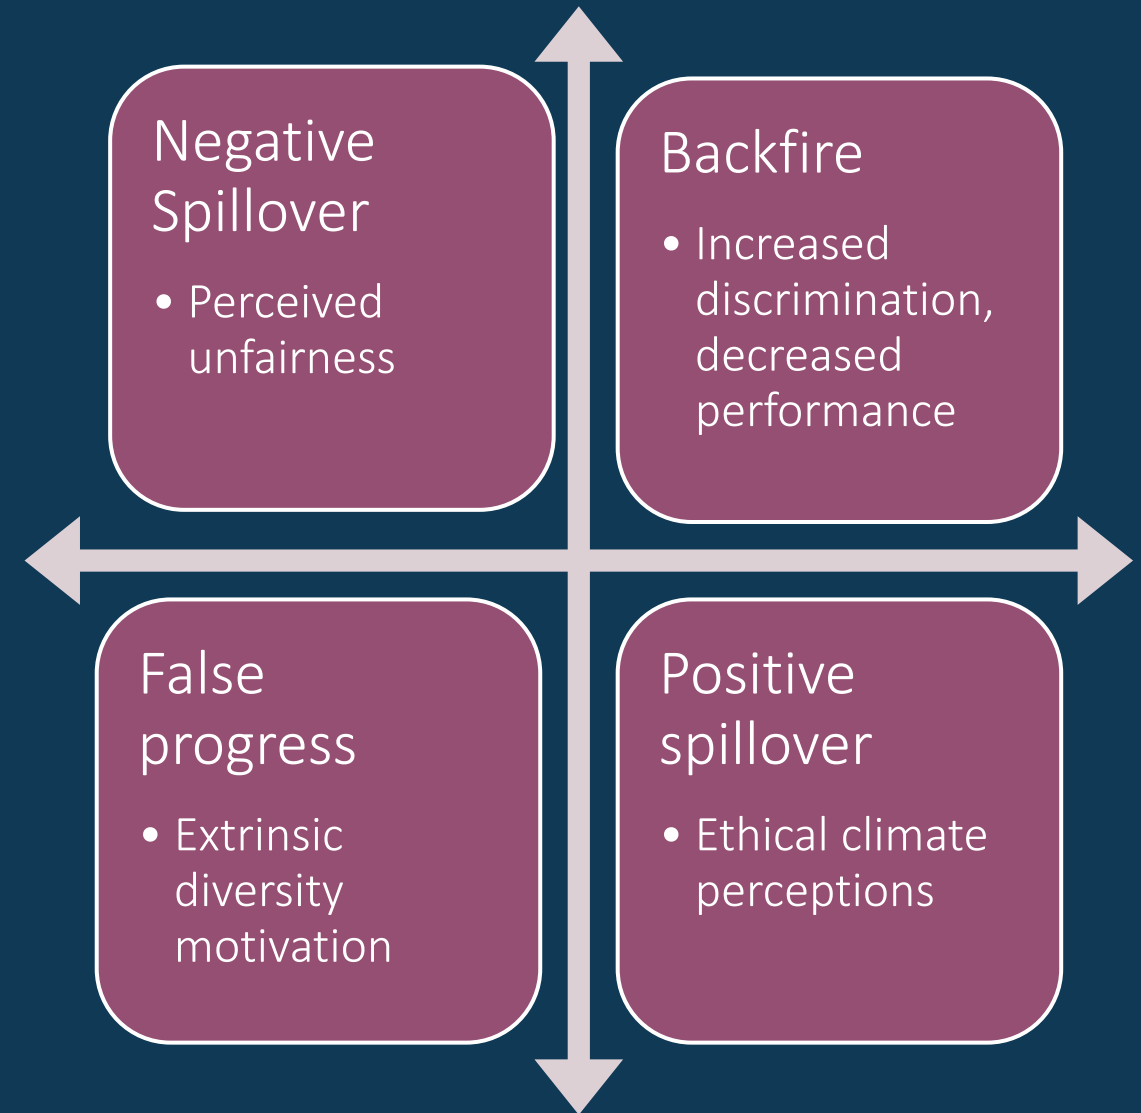 Negative
Spillover
• Perceived
unfairness
Backfire
• Increased
discrimination,
decreased
performance
False
progress
• Extrinsic
diversity
motivation
Positive
spillover
• Ethical climate
perceptions